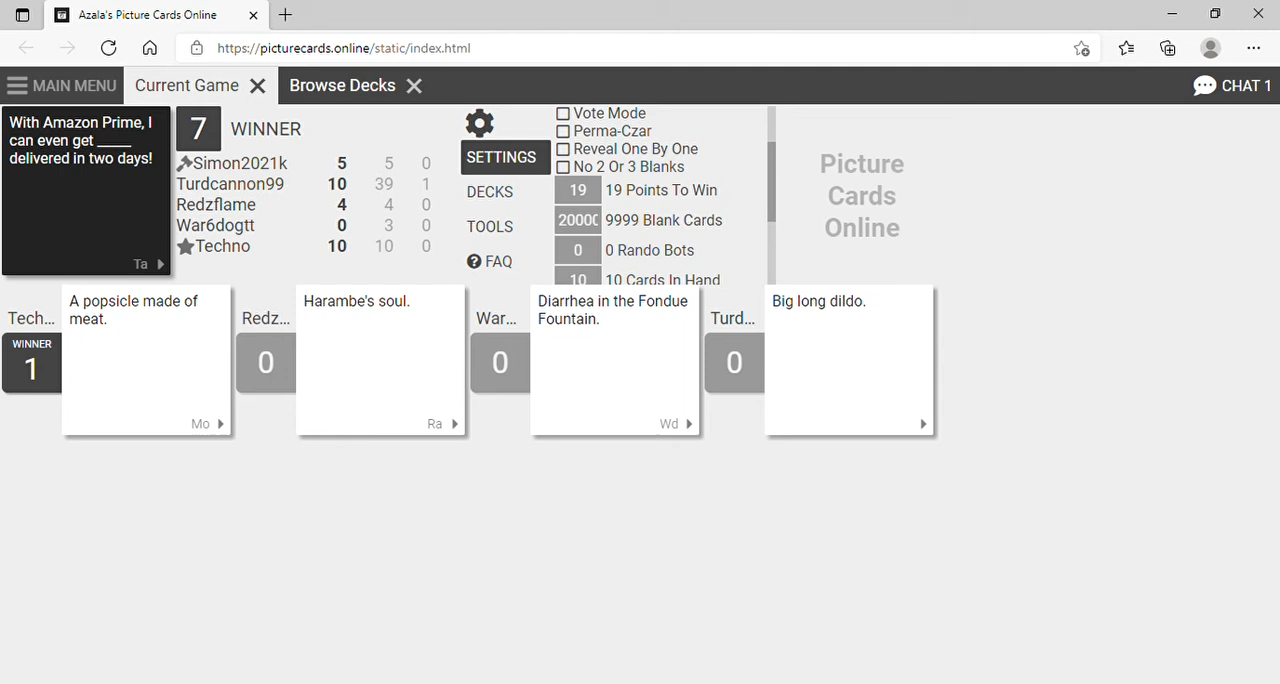 Azala's Picture Cards Online
https://picturecards.online/static/index.html
MAIN MENU
Current Game
Browse Decks
CHAT 1
With Amazon Prime, I
can even get _____
delivered in two days!
Ta
7 WINNER
Simon2021k 5 5 0
Turdcannon99 10 39 1
Redzflame 4 4 0
War6dogtt 0 3 0
Techno 10 10 0
SETTINGS
DECKS
TOOLS
? FAQ
Vote Mode
Perma-Czar
Reveal One By One
No 2 Or 3 Blanks
19 19 Points To Win
2000 9999 Blank Cards
0 0 Rando Bots
10 10 Cards In Hand
Picture
Cards
Online
Tech...
WINNER
1
A popsicle made of
meat.
Mo
Redz...
0
Harambe's soul.
Ra
War...
0
Diarrhea in the Fondue
Fountain.
Wd
Turd...
0
Big long dildo.